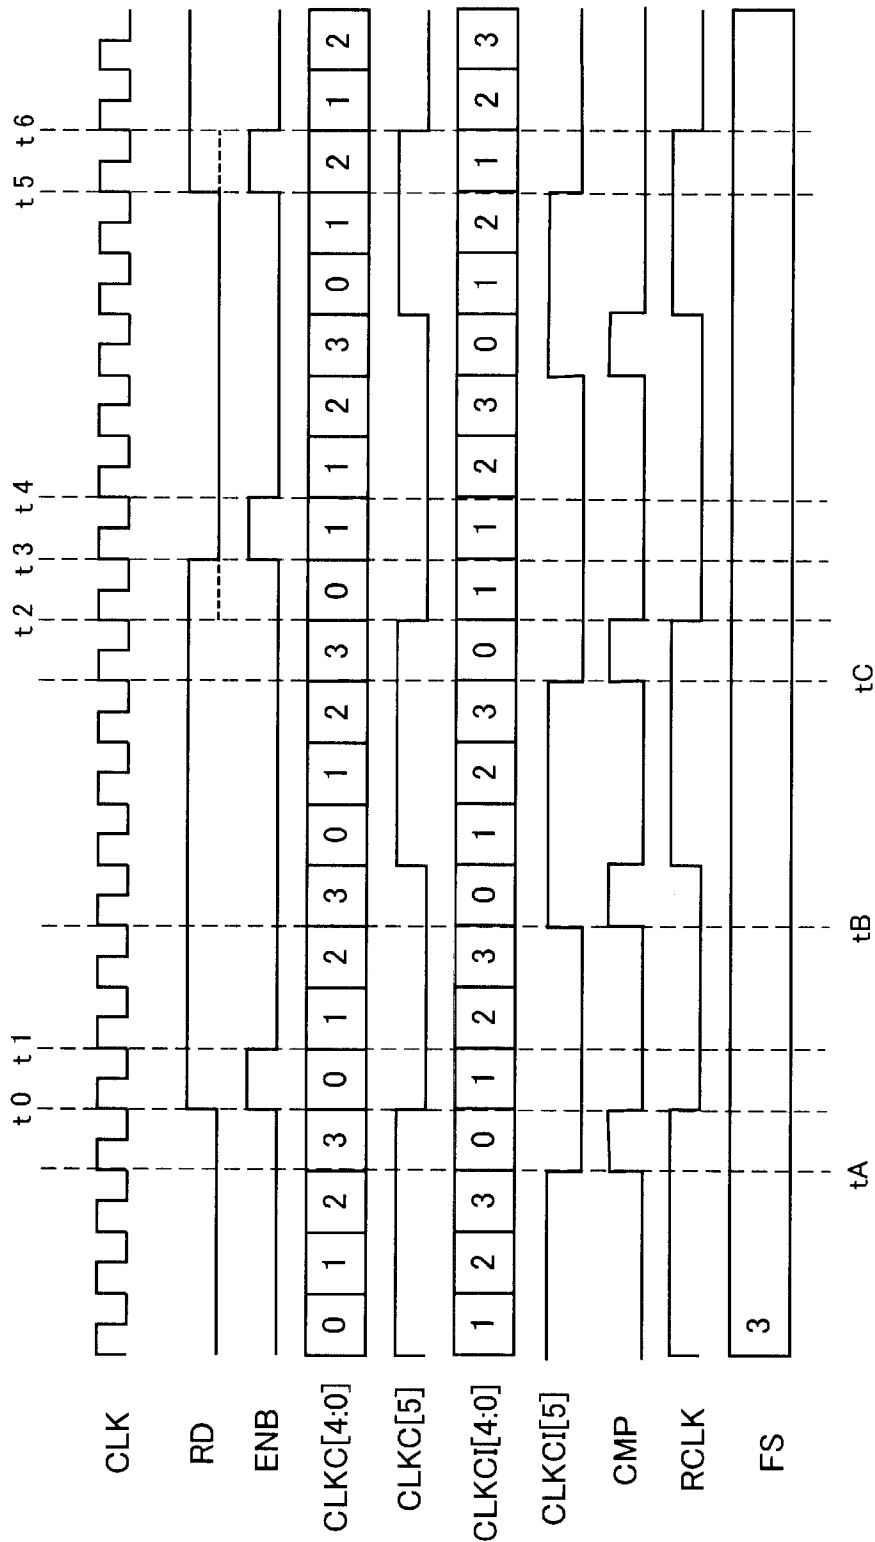 t0 t1 t2 t3 t4 t5 t6
CLK
RD
ENB
CLKC[4:0] 0 1 2 3 0 1 2 3 0 1 2 3 0 1 1 2 3 0 1 2 1 2
CLKC[5]
CLKCI[4:0] 1 2 3 0 1 2 3 0 1 2 3 0 1 1 2 3 0 1 2 1 2 3
CLKCI[5]
CMP
RCLK
FS 3
tA tB tC